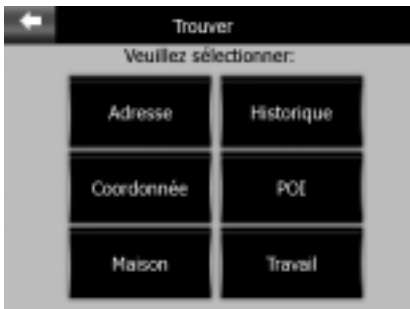 Trouver
Veuillez sélectionner:
Adresse
Historique
Coordonnée
POI
Maison
Travail